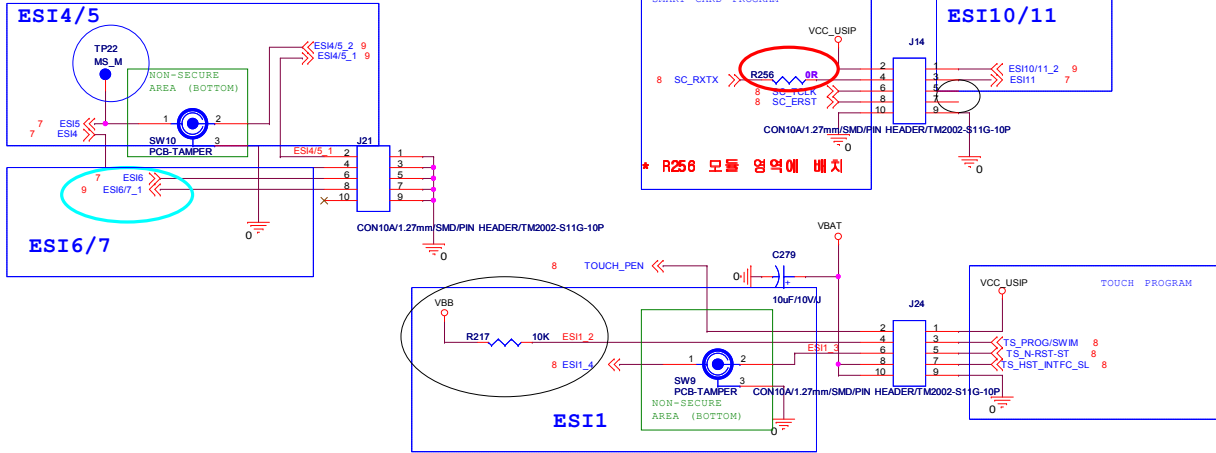 ESI4/5
TP22
MS_M
NON-SECURE
AREA (BOTTOM)
ESI4/5_2 9
ESI4/5_1 9
7 ESI5
7 ESI4
1
2
3
SW10
PCB-TAMPER
0
ESI4/5_1
J21
2 1
4 3
6 5
8 7
10 9
7 ESI6
9 ESI6/7_1
ESI6/7
CON10A/1.27mm/SMD/PIN HEADER/TM2002-S11G-10P
0
VCC_USIP
J14
ESI10/11
R256 0R
8 SC_RXTX
8 SC_TCLK
8 SC_ERST
2 1
4 3
6 5
8 7
10 9
ESI10/11_2 9
ESI11 7
CON10A/1.27mm/SMD/PIN HEADER/TM2002-S11G-10P
0
0
* R256 모듈 영역에 배치
VBAT
8 TOUCH_PEN
0
C279
+
10uF/10V/J
VBB
R217 10K ESI1_2
8 ESI1_4
1
2
3
SW9
PCB-TAMPER
NON-SECURE
AREA (BOTTOM)
0
ESI1
ESI1_3
J24
2 1
4 3
6 5
8 7
10 9
CON10A/1.27mm/SMD/PIN HEADER/TM2002-S11G-10P
VCC_USIP
TOUCH PROGRAM
TS_PROG/SWIM 8
TS_N-RST-ST 8
TS_HST_INTFC_SL 8
0